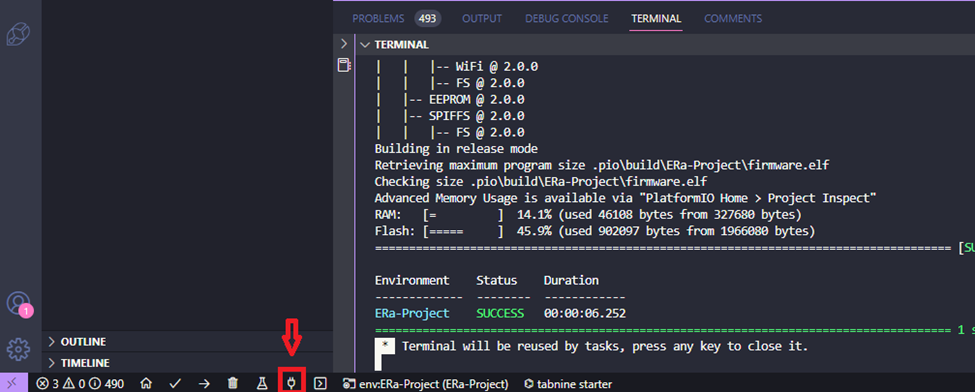 PROBLEMS 493 OUTPUT DEBUG CONSOLE TERMINAL COMMENTS
TERMINAL
| | |-- WiFi @ 2.0.0
| | |-- FS @ 2.0.0
| |-- EEPROM @ 2.0.0
| |-- SPIFFS @ 2.0.0
| | |-- FS @ 2.0.0
Building in release mode
Retrieving maximum program size .pio\build\ERa-Project\firmware.elf
Checking size .pio\build\ERa-Project\firmware.elf
Advanced Memory Usage is available via "PlatformIO Home > Project Inspect"
RAM: [= ] 14.1% (used 46108 bytes from 327680 bytes)
Flash: [===== ] 45.9% (used 902097 bytes from 1966080 bytes)
===================================================================================== [SU
Environment Status Duration
------------- -------- ------------
ERa-Project SUCCESS 00:00:06.252
===================================================================================== 1 s
* Terminal will be reused by tasks, press any key to close it.
1
OUTLINE
TIMELINE
3 0 490 env:ERa-Project (ERa-Project) tabnine starter